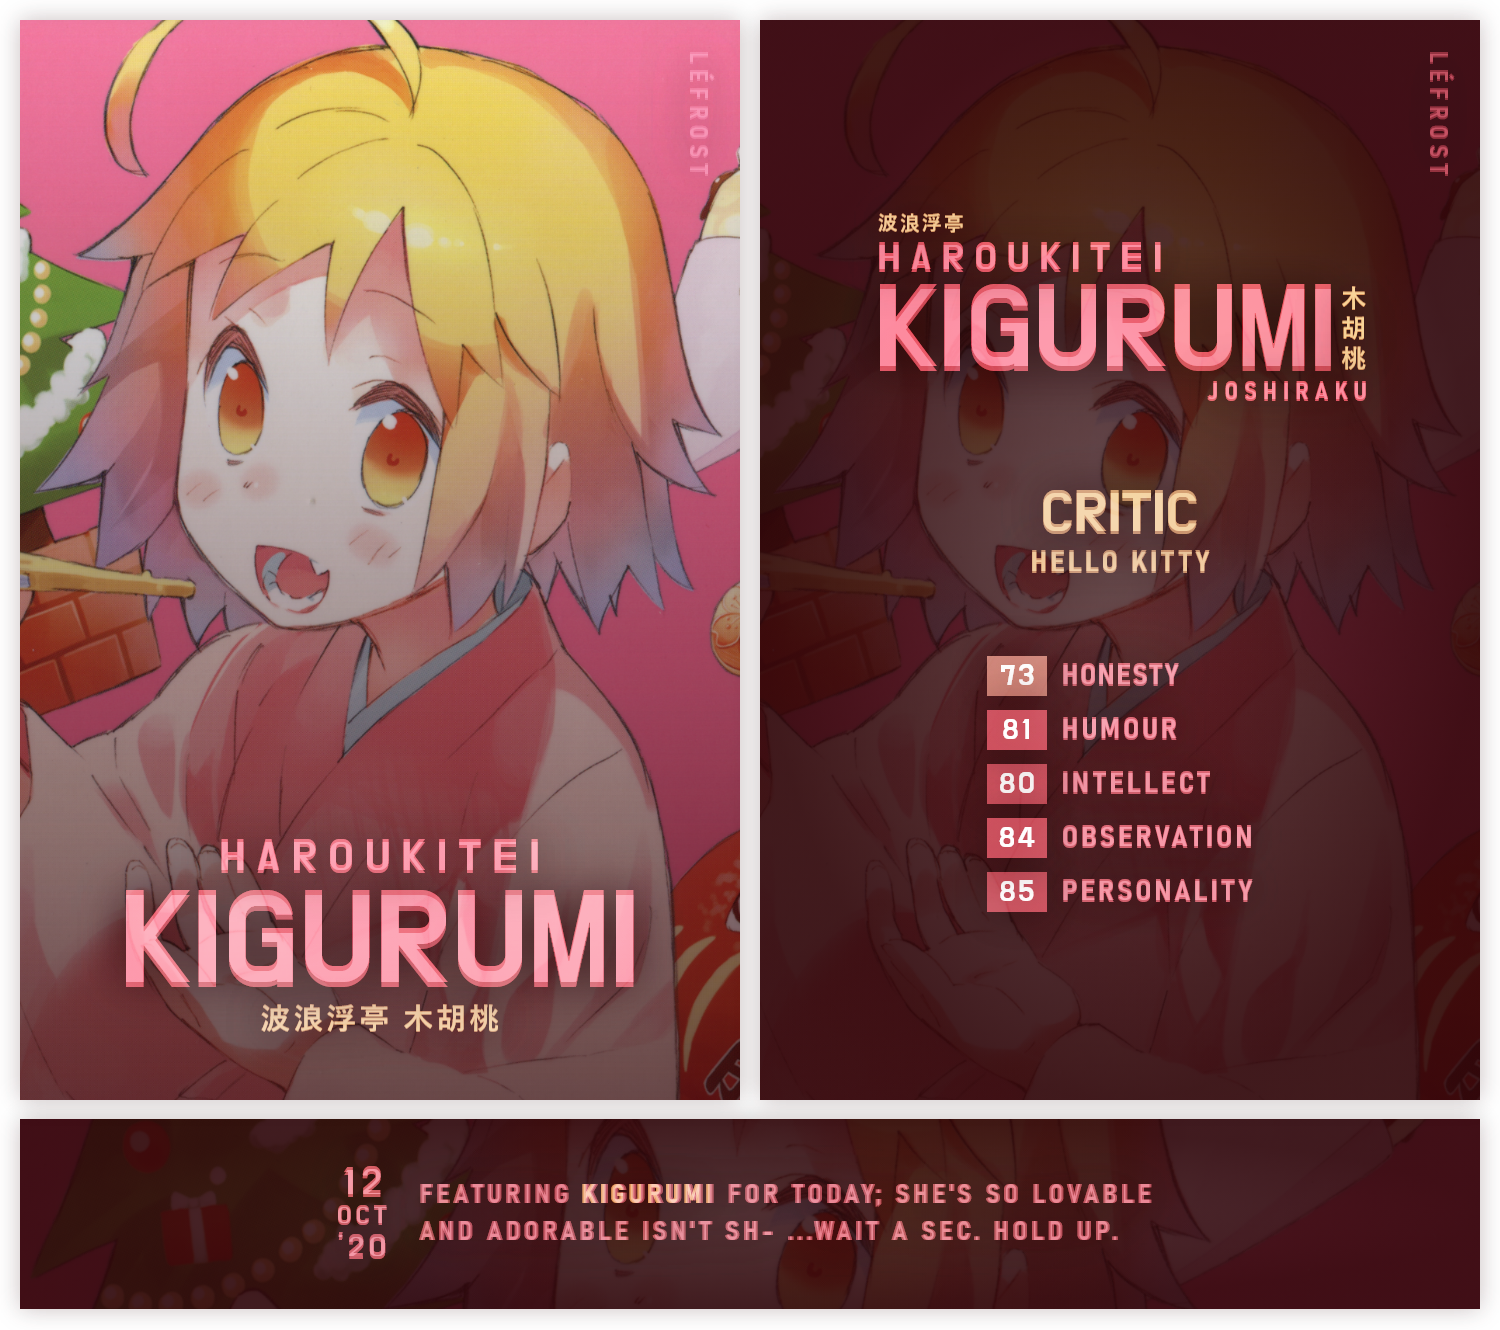 LÉFROST
HAROUKITEI
KIGURUMI
波浪浮亭 木胡桃
LÉFROST
波浪浮亭
HAROUKITEI
KIGURUMI
木胡桃
JOSHIRAKU
CRITIC
HELLO KITTY
73 HONESTY
81 HUMOUR
80 INTELLECT
84 OBSERVATION
85 PERSONALITY
12
OCT
'20
FEATURING KIGURUMI FOR TODAY; SHE'S SO LOVABLE
AND ADORABLE ISN'T SH- ...WAIT A SEC. HOLD UP.